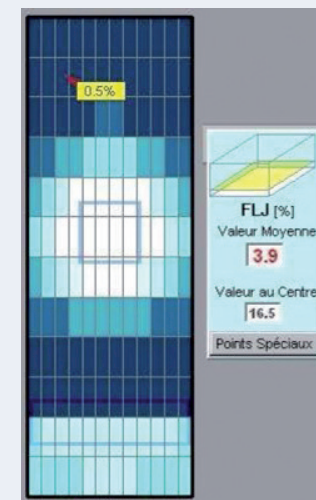 0.5%
FLJ [%]
Valeur Moyenne
3.9
Valeur au Centre
16.5
Points Spéciaux